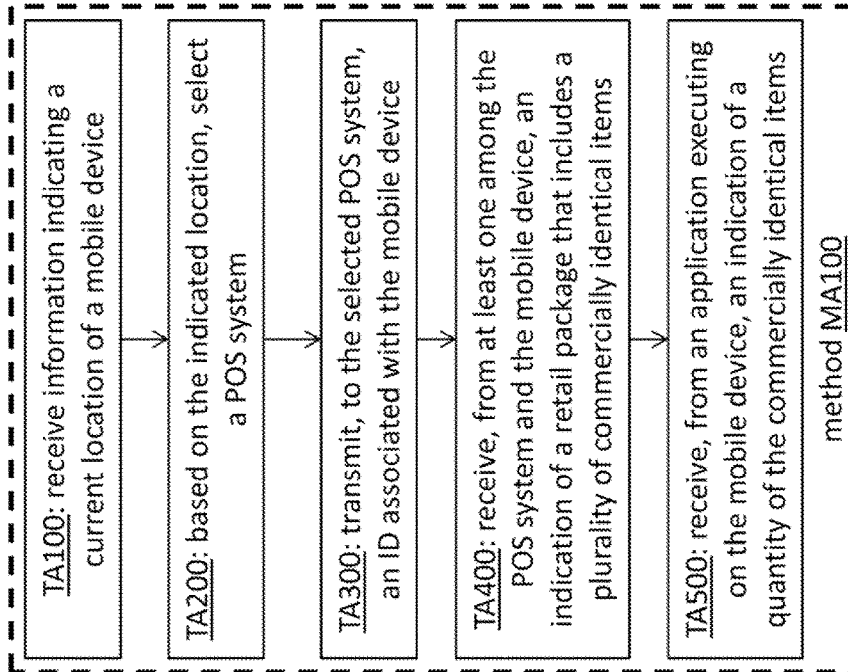 TA100: receive information indicating a
current location of a mobile device
TA200: based on the indicated location, select
a POS system
TA300: transmit, to the selected POS system,
an ID associated with the mobile device
TA400: receive, from at least one among the
POS system and the mobile device, an
indication of a retail package that includes a
plurality of commercially identical items
TA500: receive, from an application executing
on the mobile device, an indication of a
quantity of the commercially identical items
method MA100